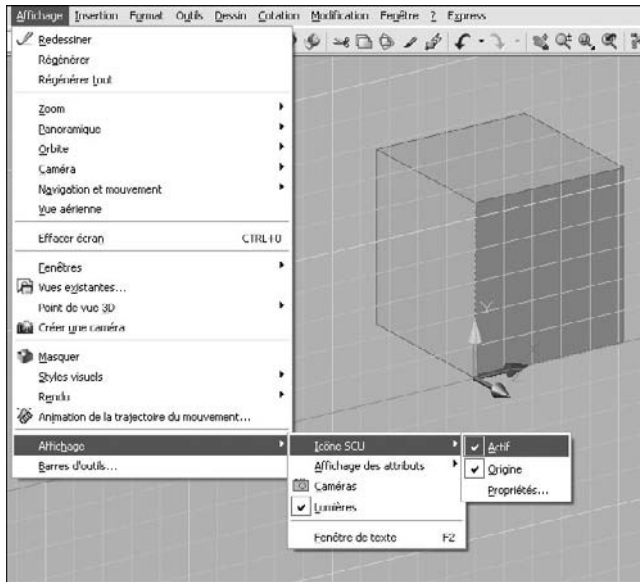 Affichage Insertion Format Outils Dessin Cotation Modification Fenêtre ? Express
Redessiner
Régénérer
Régénérer tout
Zoom
Panoramique
Orbite
Caméra
Navigation et mouvement
Vue aérienne
Effacer écran CTRL+0
Fenêtres
Vues existantes...
Point de vue 3D
Créer une caméra
Masquer
Styles visuels
Rendu
Animation de la trajectoire du mouvement...
Affichage
Barres d'outils...
Icône SCU
Affichage des attributs
Caméras
Lumières
Fenêtre de texte F2
Actif
Origine
Propriétés...
Y